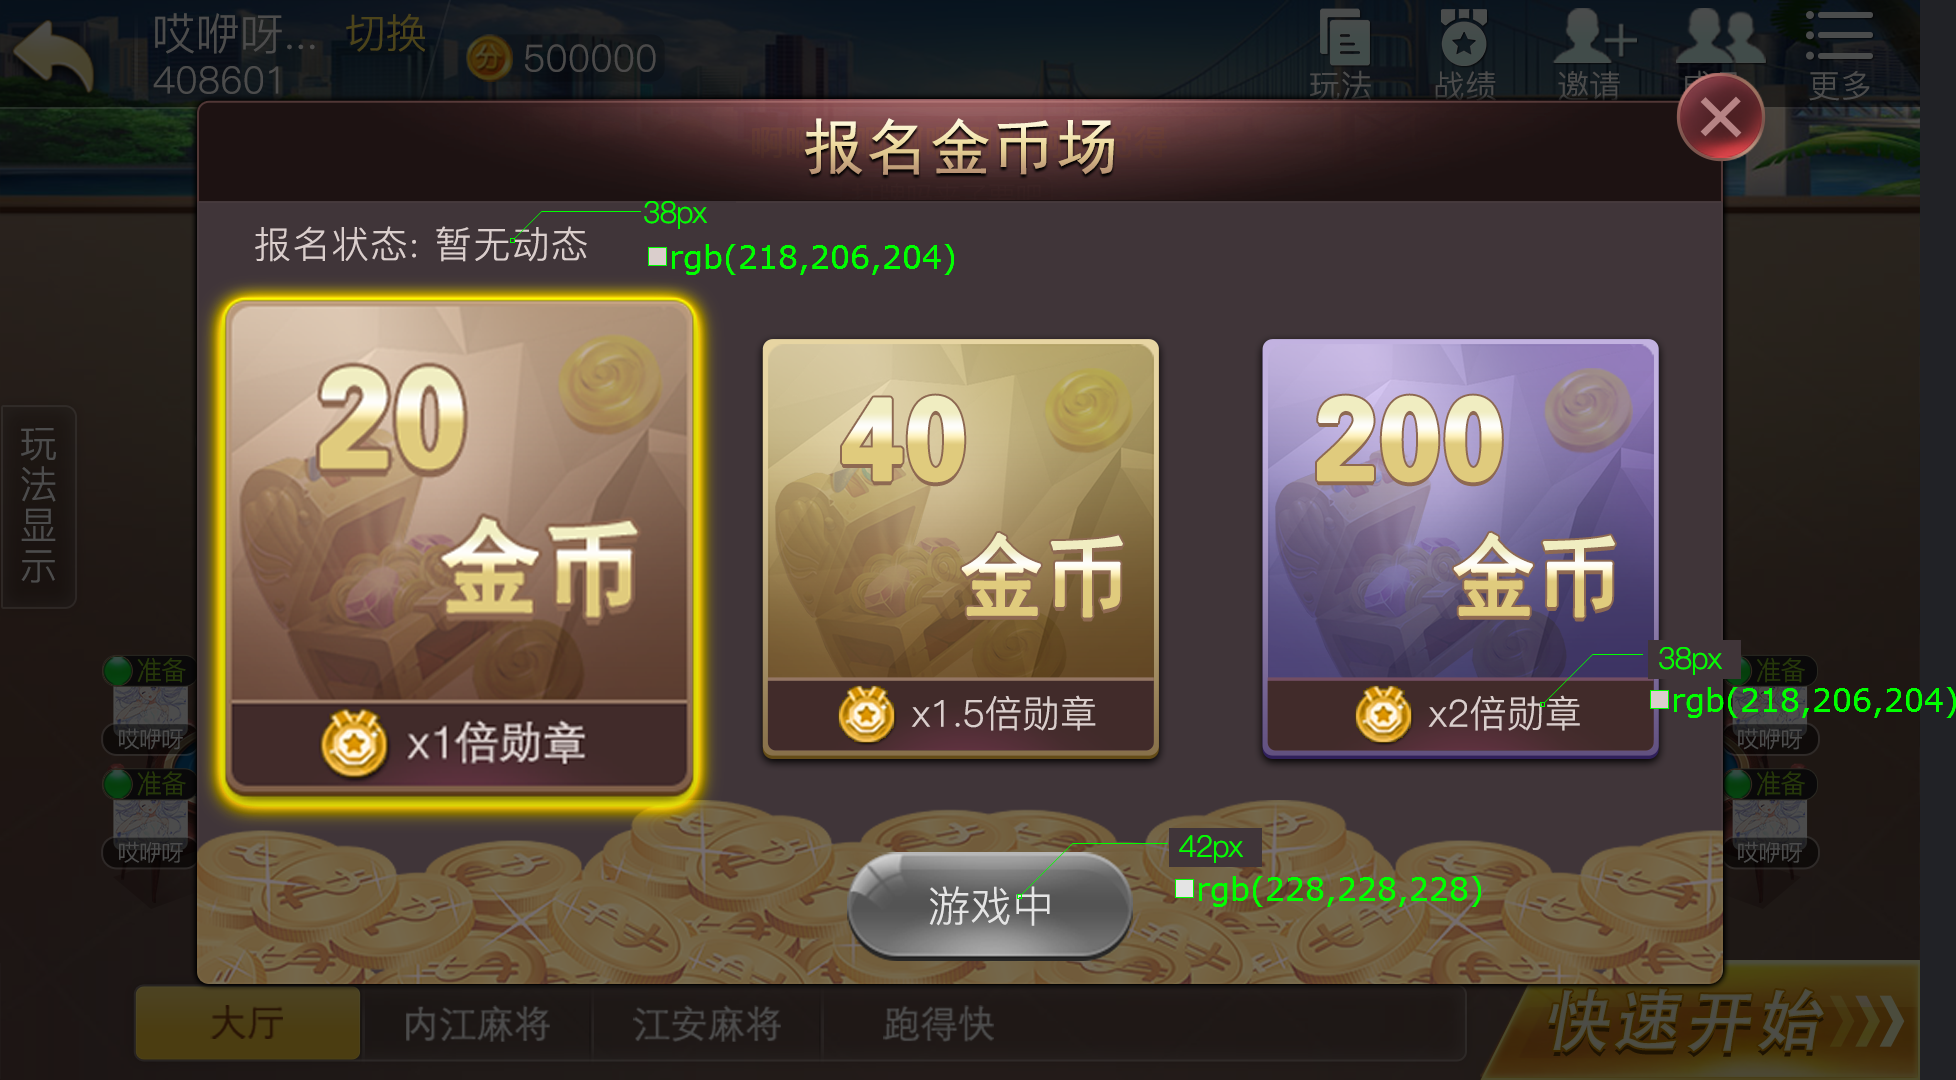 哎咿呀... 切换
408601
分 500000
玩法
战绩
邀请
更多
报名金币场
报名状态: 暂无动态
38px
rgb(218,206,204)
20
金币
x1倍勋章
40
金币
x1.5倍勋章
200
金币
x2倍勋章
38px
rgb(218,206,204)
玩法显示
准备
哎咿呀
准备
哎咿呀
准备
哎咿呀
准备
哎咿呀
42px
rgb(228,228,228)
游戏中
大厅
内江麻将
江安麻将
跑得快
快速开始